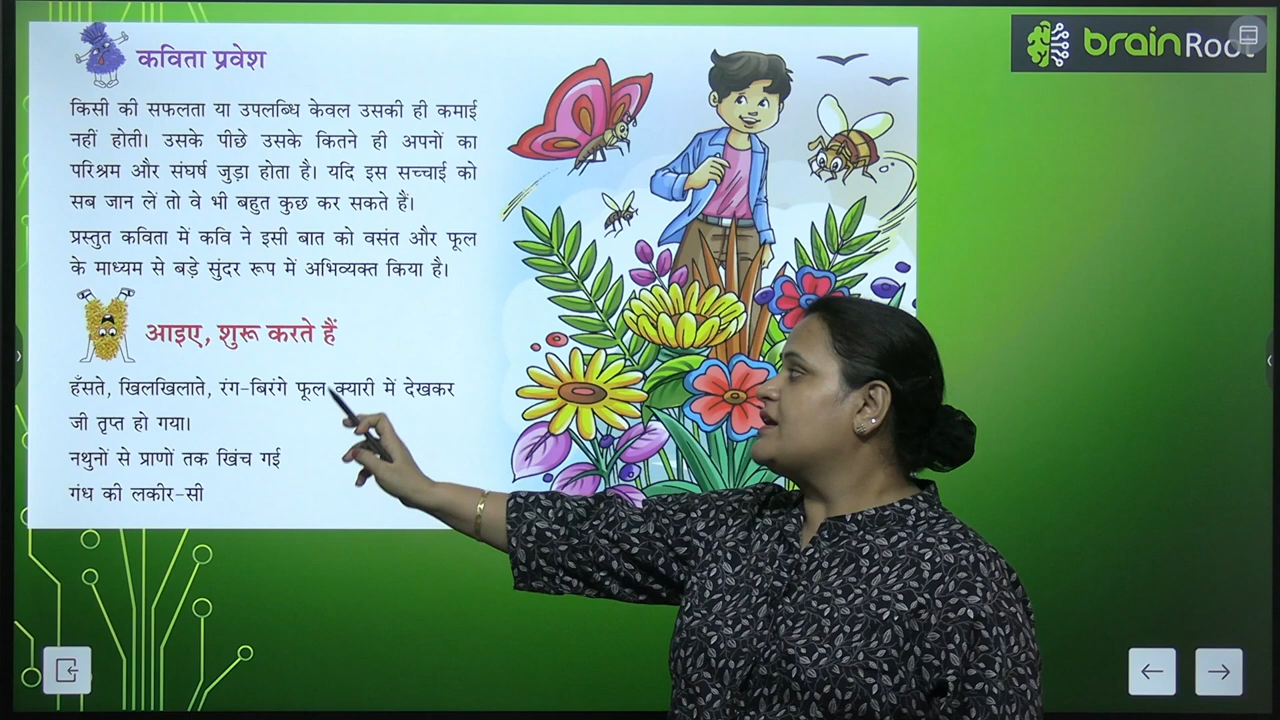 कविता प्रवेश
किसी की सफलता या उपलब्धि केवल उसकी ही कमाई
नहीं होती। उसके पीछे उसके कितने ही अपनों का
परिश्रम और संघर्ष जुड़ा होता है। यदि इस सच्चाई को
सब जान लें तो वे भी बहुत कुछ कर सकते हैं।
प्रस्तुत कविता में कवि ने इसी बात को वसंत और फूल
के माध्यम से बड़े सुंदर रूप में अभिव्यक्त किया है।
आइए, शुरू करते हैं
हँसते, खिलखिलाते, रंग-बिरंगे फूल क्यारी में देखकर
जी तृप्त हो गया।
नथुनों से प्राणों तक खिंच गई
गंध की लकीर-सी
brainRoot